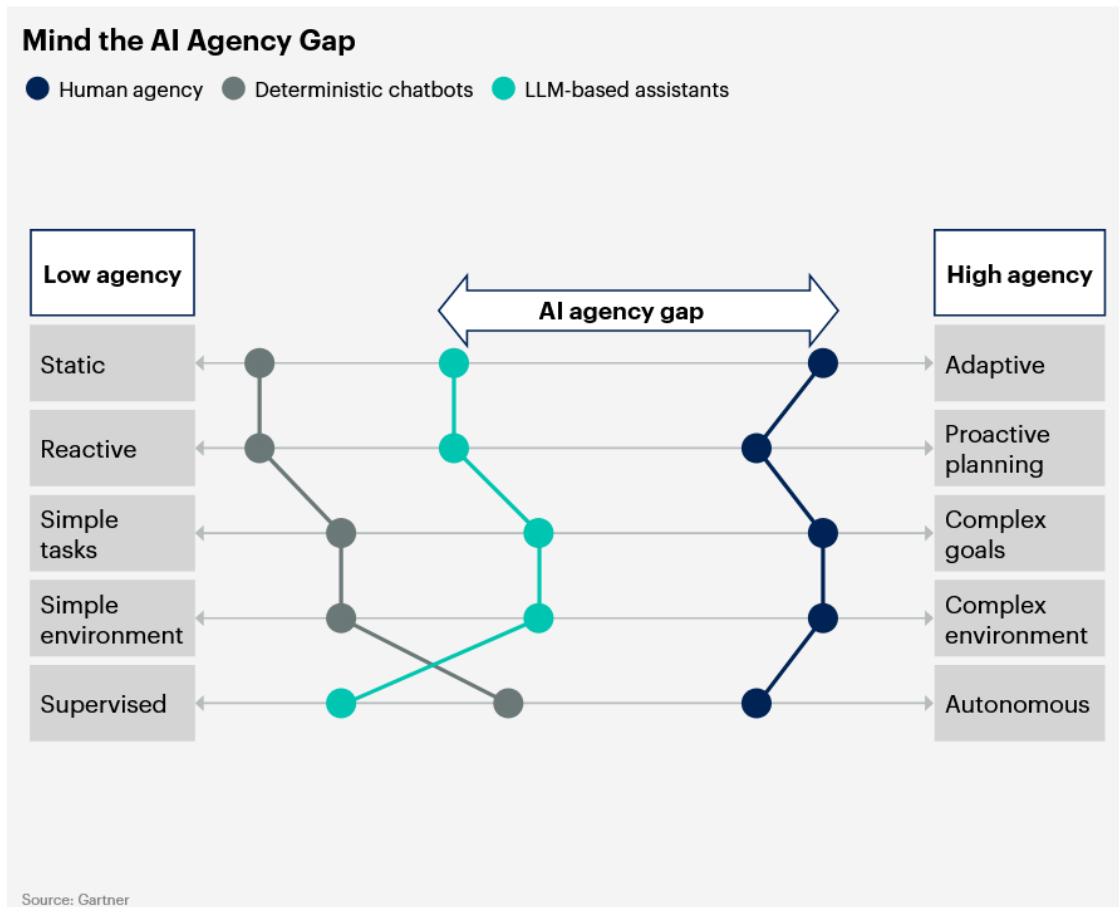 Mind the AI Agency Gap
Human agency
Deterministic chatbots
LLM-based assistants
Low agency
High agency
AI agency gap
Static
Adaptive
Reactive
Proactive
planning
Simple
tasks
Complex
goals
Simple
environment
Complex
environment
Supervised
Autonomous
Source: Gartner